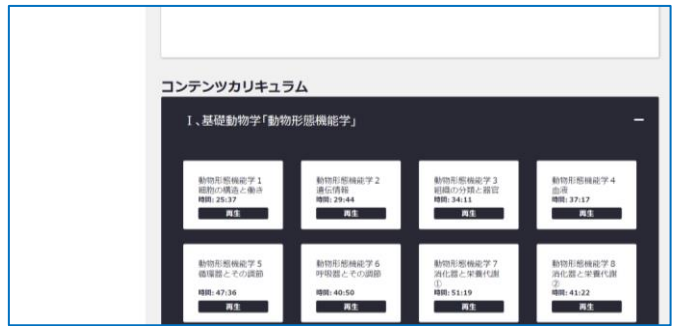 コンテンツカリキュラム
Ⅰ、基礎動物学「動物形態機能学」
動物形態機能学1
細胞の構造と働き
時間: 25:37
再生
動物形態機能学2
遺伝情報
時間: 29:44
再生
動物形態機能学3
組織の分類と器官
時間: 34:11
再生
動物形態機能学4
血液
時間: 37:17
再生
動物形態機能学5
循環器とその調節
時間: 47:36
再生
動物形態機能学6
呼吸器とその調節
時間: 40:50
再生
動物形態機能学7
消化器と栄養代謝
①
時間: 51:19
再生
動物形態機能学8
消化器と栄養代謝
②
時間: 41:22
再生